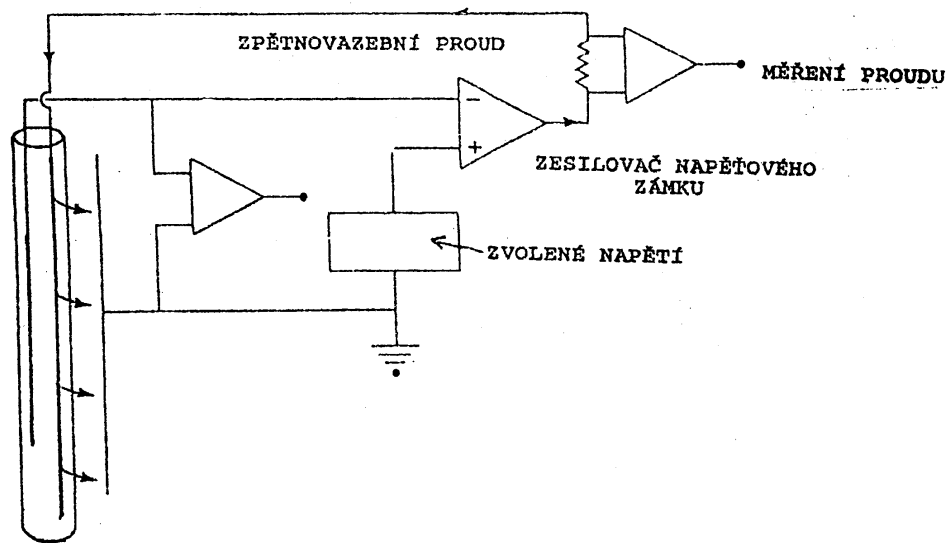 ZPĚTNOVAZEBNÍ PROUD
MĚŘENÍ PROUDU
-
+
ZESILOVAČ NAPĚŤOVÉHO
ZÁMKU
ZVOLENÉ NAPĚTÍ